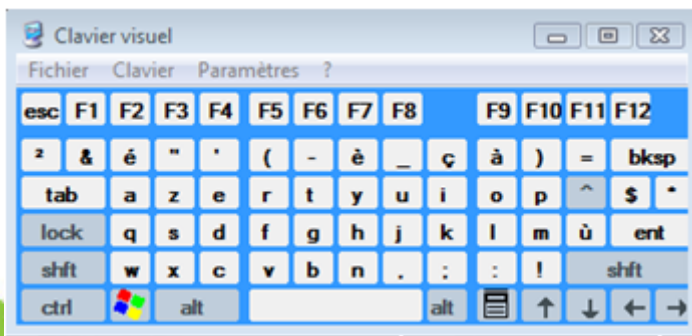 Clavier visuel
Fichier Clavier Paramètres ?
esc F1 F2 F3 F4 F5 F6 F7 F8 F9 F10 F11 F12
² & é " ' ( - è _ ç à ) = bksp
tab a z e r t y u i o p ^ $ *
lock q s d f g h j k l m ù ent
shft w x c v b n . ; : ! shft
ctrl alt alt ↑ ↓ ← →